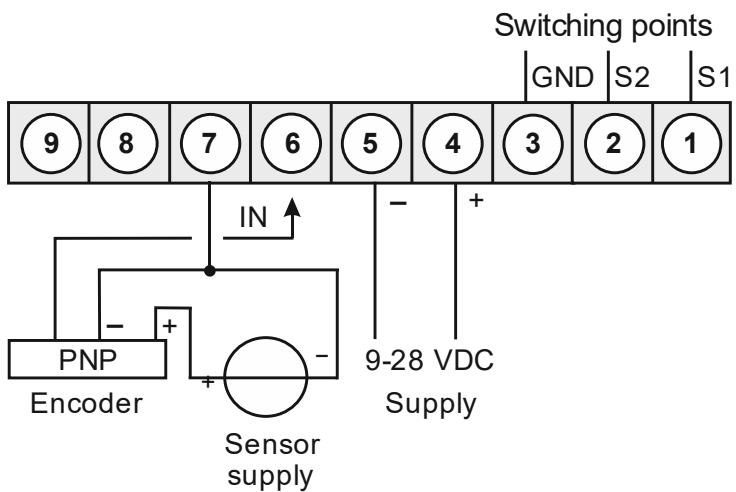 Switching points
GND S2 S1
9 8 7 6 5 4 3 2 1
IN – +
– +
PNP + – 9-28 VDC
Encoder Supply
Sensor
supply